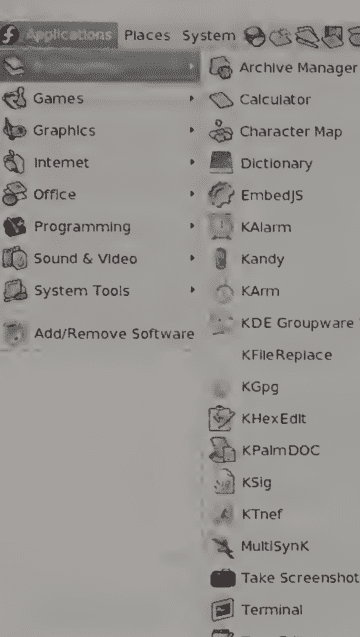 Applications Places System
Games
Graphics
Internet
Office
Programming
Sound & Video
System Tools
Add/Remove Software
Archive Manager
Calculator
Character Map
Dictionary
EmbedJS
KAlarm
Kandy
KArm
KDE Groupware
KFileReplace
KGpg
KHexEdit
KPalmDOC
KSig
KTnef
MultiSynK
Take Screenshot
Terminal